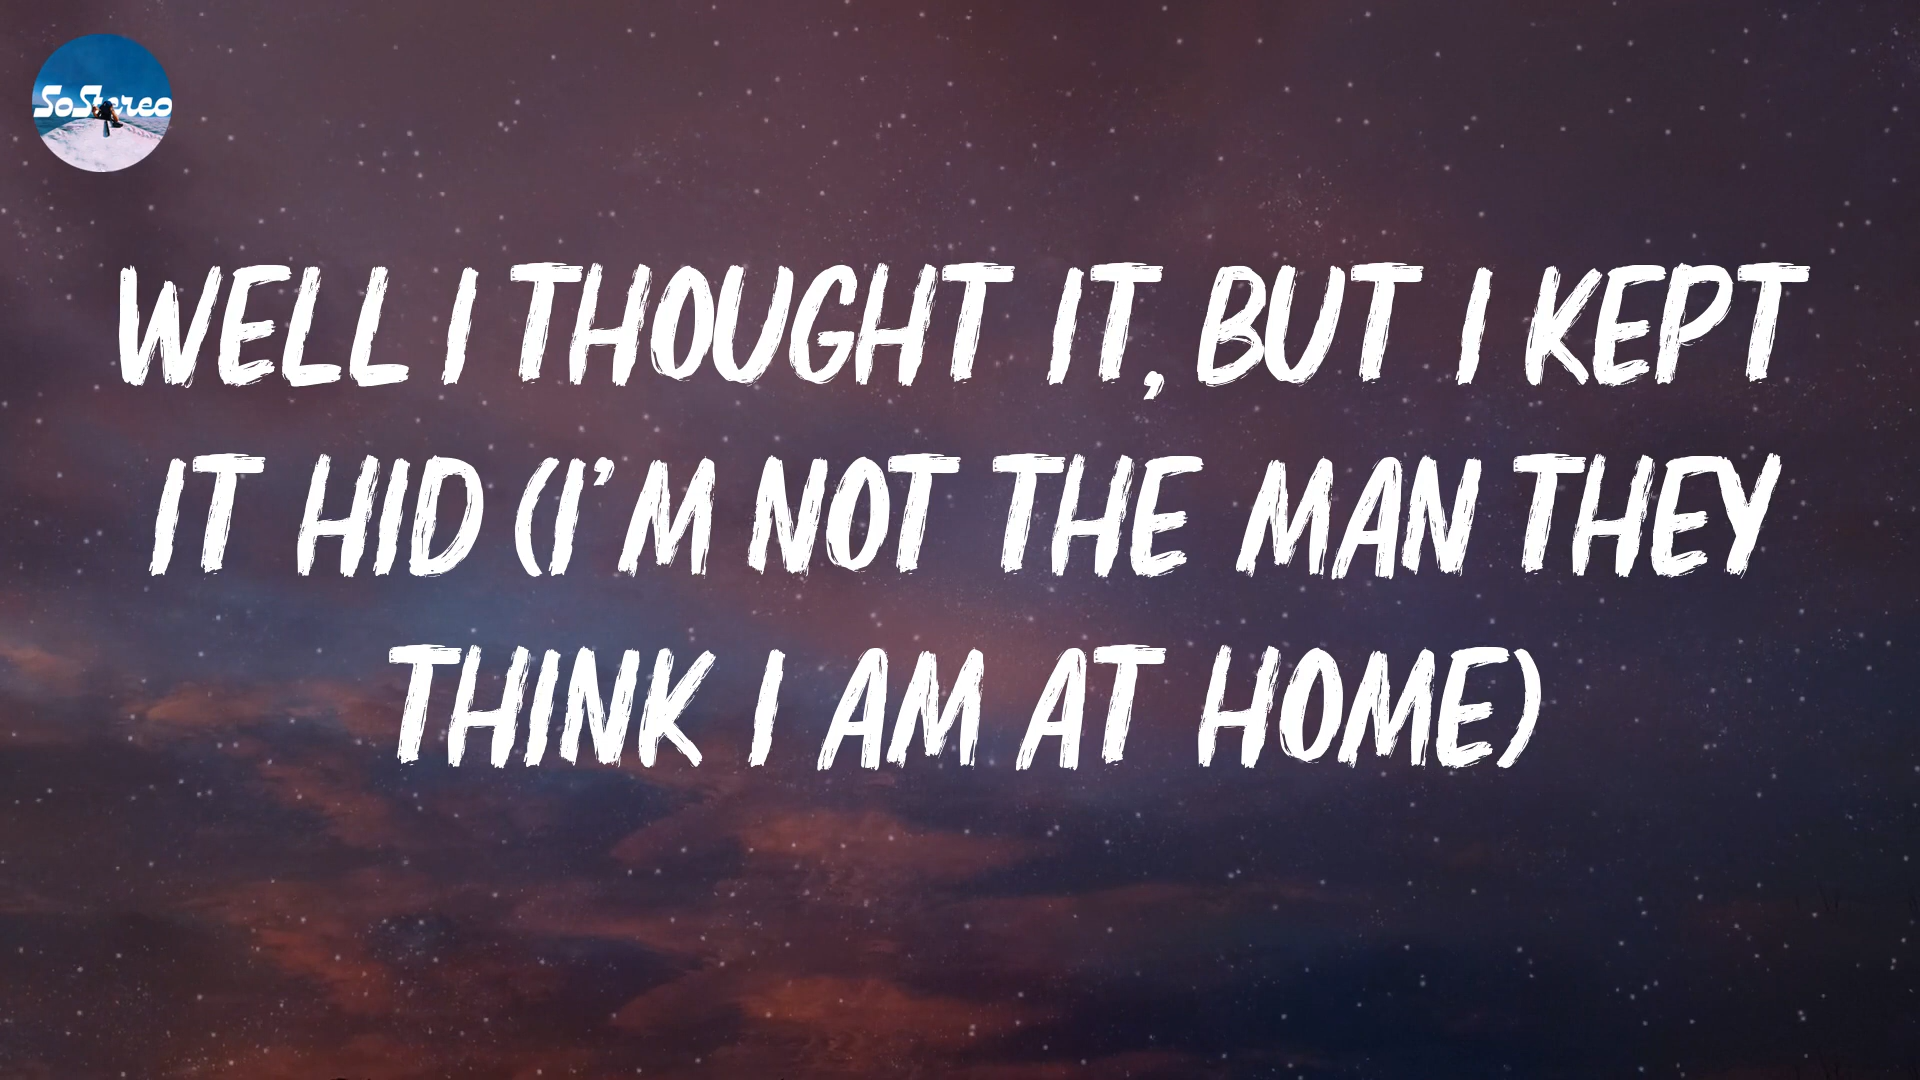 SoStereo
WELL I THOUGHT IT, BUT I KEPT
IT HID (I'M NOT THE MAN THEY
THINK I AM AT HOME)